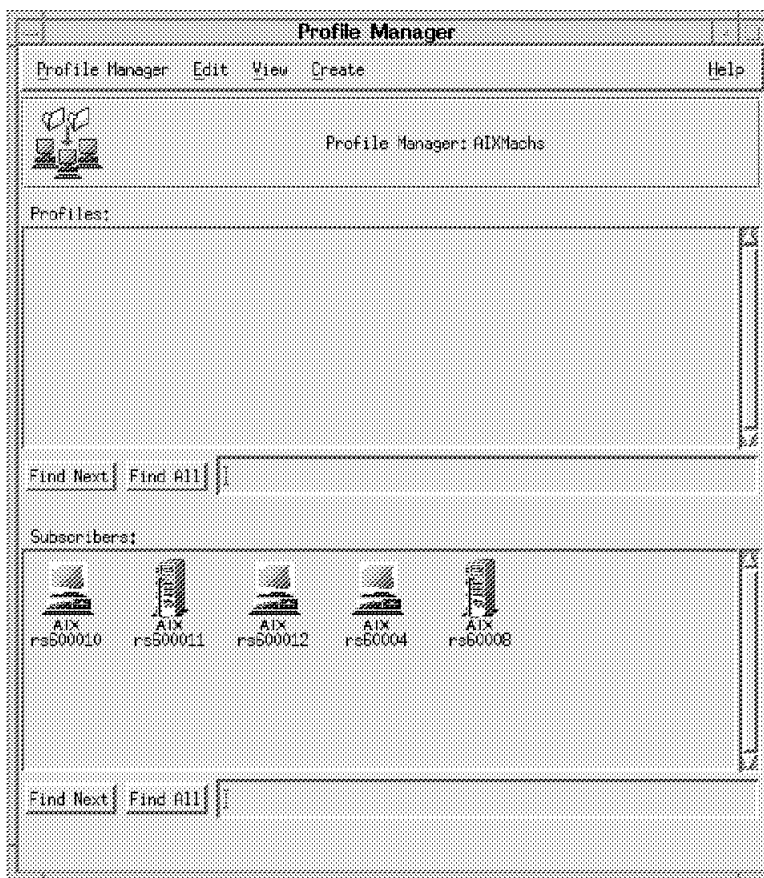 Profile Manager
Profile Manager Edit View Create Help
Profile Manager: AIXMachs
Profiles:
Find Next Find All
Subscribers:
AIX AIX AIX AIX AIX
rs600010 rs600011 rs600012 rs60004 rs60008
Find Next Find All